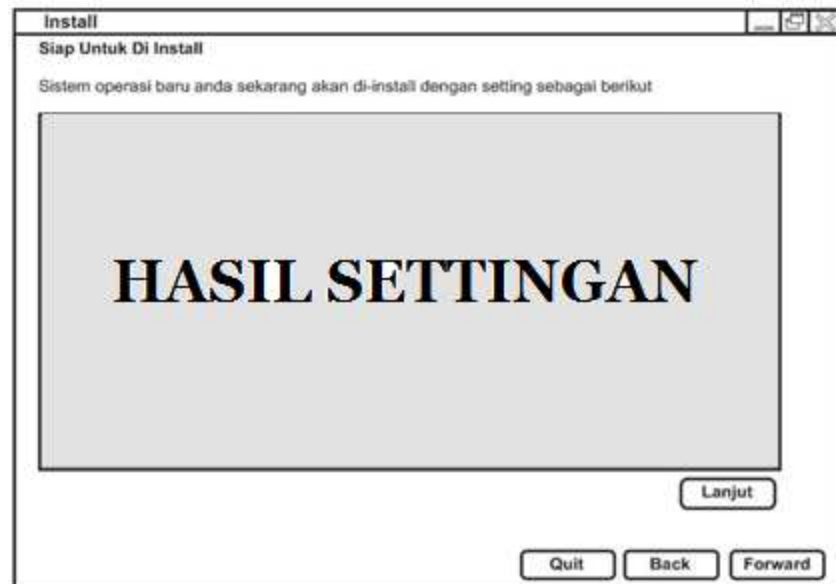 Install
Siap Untuk Di Install
Sistem operasi baru anda sekarang akan di-install dengan setting sebagai berikut
HASIL SETTINGAN
Lanjut
Quit Back Forward